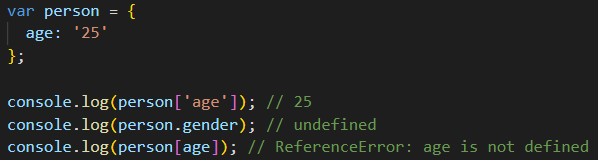 var person = {
  age: '25'
};

console.log(person['age']); // 25
console.log(person.gender); // undefined
console.log(person[age]); // ReferenceError: age is not defined